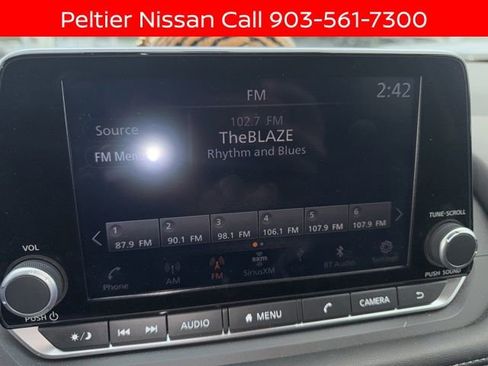 Peltier Nissan Call 903-561-7300
FM
2:42
102.7 FM
Source
TheBLAZE
FM Menu
Rhythm and Blues
1 2 3 4 5 6
87.9 FM 90.1 FM 98.1 FM 106.1 FM 107.9 FM 107.9 FM
TUNE·SCROLL
VOL
Phone AM FM SiriusXM BT Audio Settings
PUSH SOUND
PUSH
AUDIO MENU CAMERA